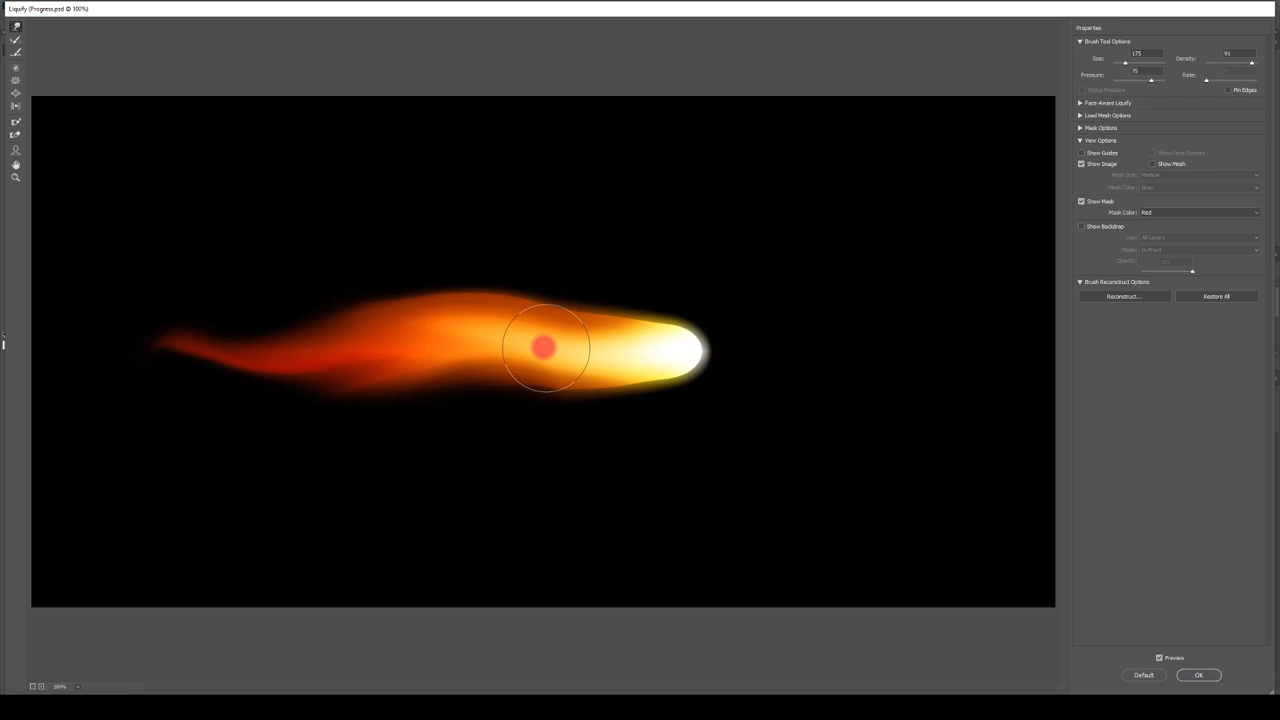 Liquify (Progress.psd @ 100%)
Properties
Brush Tool Options
Size: 175 Density: 91
Pressure: 75 Rate:
Stylus Pressure Pin Edges
Face-Aware Liquify
Load Mesh Options
Mask Options
View Options
Show Guides Show Face Overlay
Show Image Show Mesh
Mesh Size: Medium
Mesh Color: Gray
Show Mask
Mask Color: Red
Show Backdrop
Use: All Layers
Mode: In Front
Opacity:
Brush Reconstruct Options
Reconstruct... Restore All
Preview
Default OK
100%